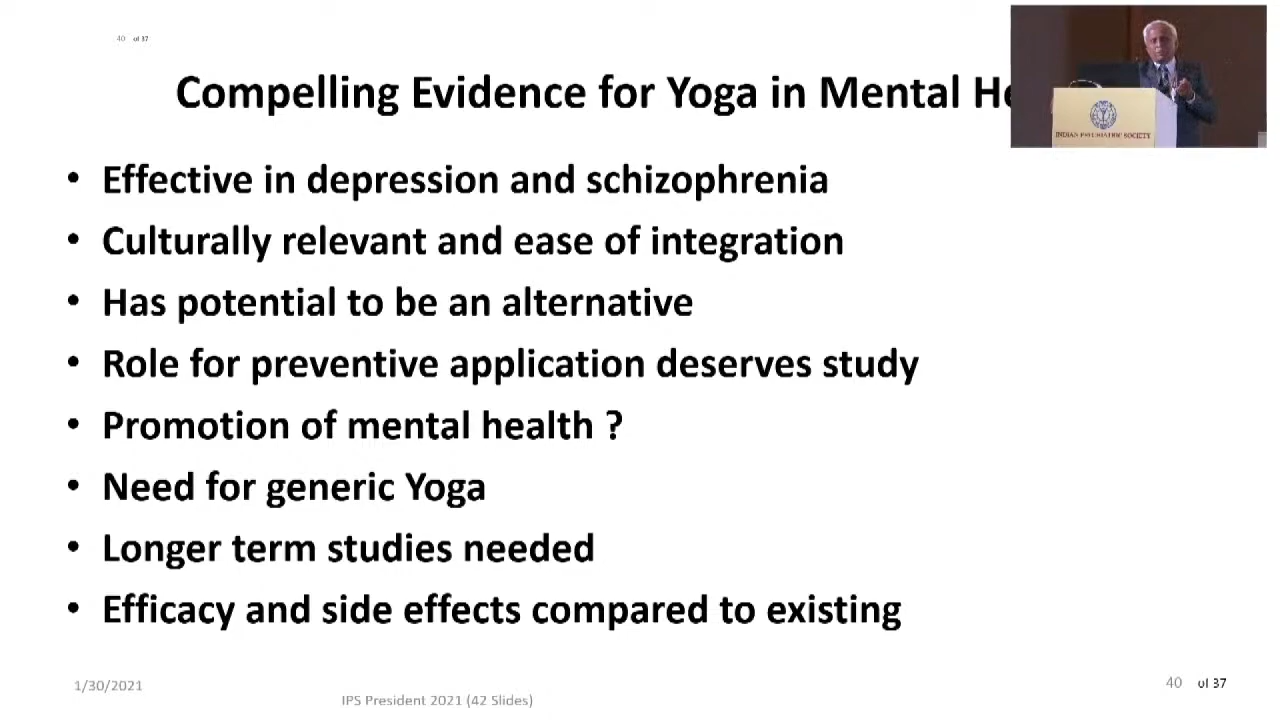 40 of 37
Compelling Evidence for Yoga in Mental He
INDIAN PSYCHIATRIC SOCIETY
• Effective in depression and schizophrenia
• Culturally relevant and ease of integration
• Has potential to be an alternative
• Role for preventive application deserves study
• Promotion of mental health ?
• Need for generic Yoga
• Longer term studies needed
• Efficacy and side effects compared to existing
1/30/2021
IPS President 2021 (42 Slides)
40 of 37